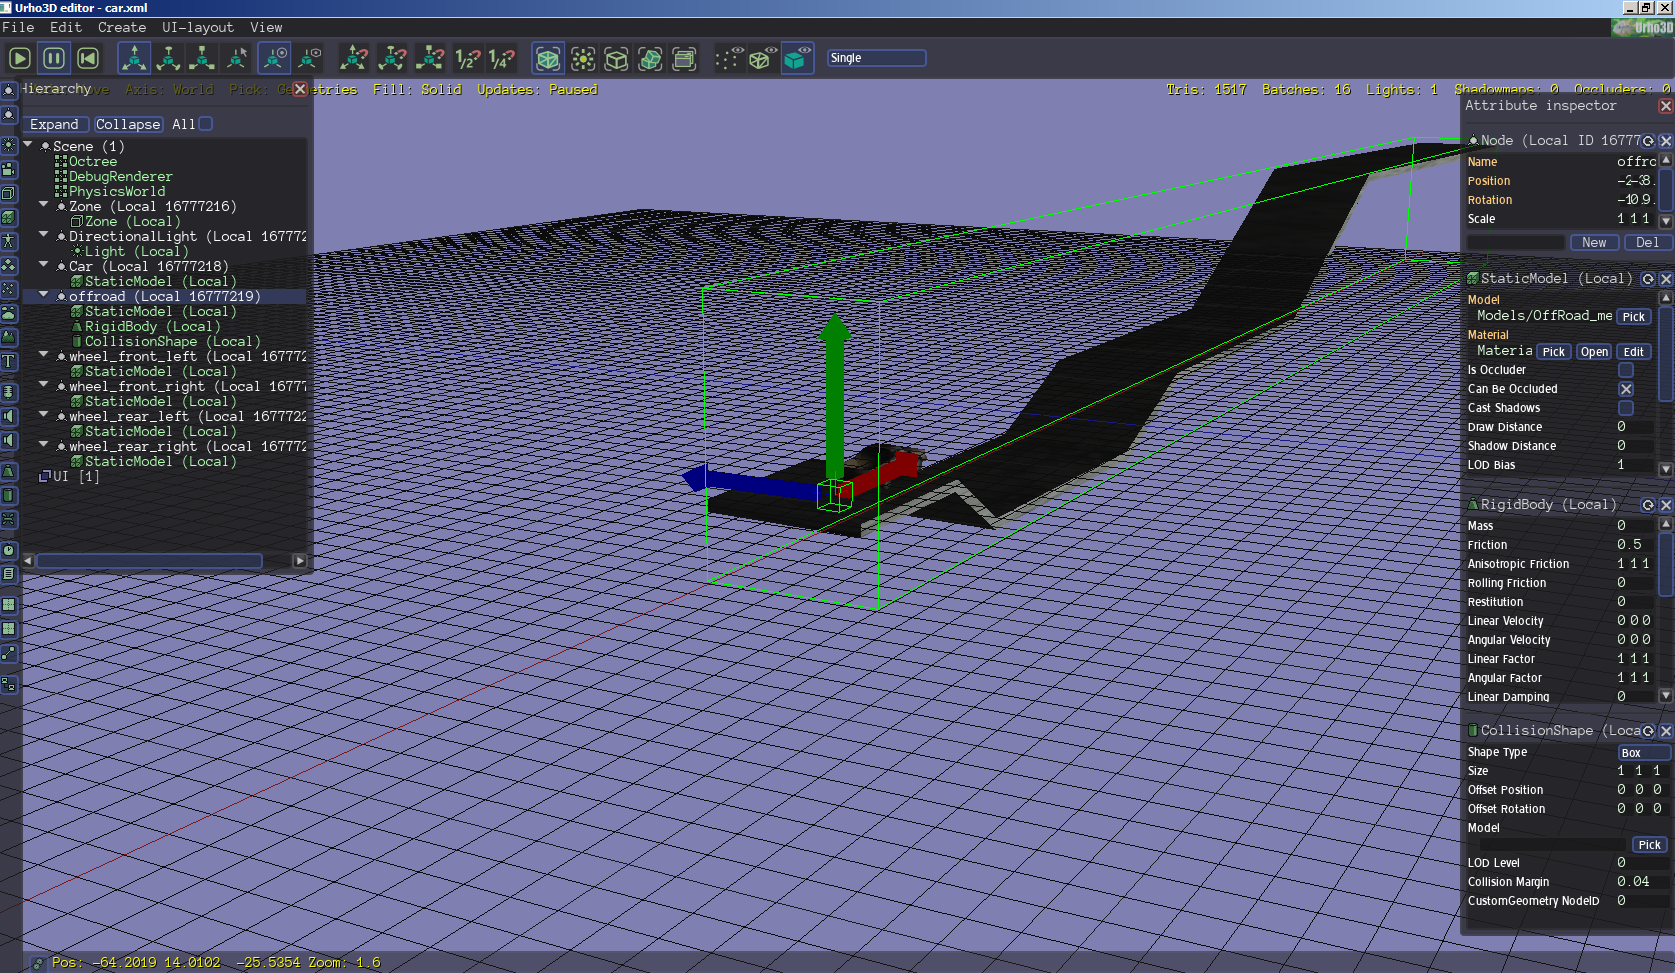 Urho3D editor - car.xml
File Edit Create UI-layout View
Urho3D
Single
Hierarchy
Axis: World Pick: Geometries Fill: Solid Updates: Paused
Tris: 1517 Batches: 16 Lights: 1 Shadowmaps: 0 Occluders: 0
Expand Collapse All
Scene (1)
Octree
DebugRenderer
PhysicsWorld
Zone (Local 16777216)
Zone (Local)
DirectionalLight (Local 167772
Light (Local)
Car (Local 16777218)
StaticModel (Local)
offroad (Local 16777219)
StaticModel (Local)
RigidBody (Local)
CollisionShape (Local)
wheel_front_left (Local 167772
StaticModel (Local)
wheel_front_right (Local 16777
StaticModel (Local)
wheel_rear_left (Local 1677722
StaticModel (Local)
wheel_rear_right (Local 167772
StaticModel (Local)
UI [1]
Attribute inspector
Node (Local ID 16777
Name offro
Position -2-38.
Rotation -10.9.
Scale 1 1 1
New Del
StaticModel (Local)
Model
Models/OffRoad_me Pick
Material
Materia Pick Open Edit
Is Occluder
Can Be Occluded
Cast Shadows
Draw Distance 0
Shadow Distance 0
LOD Bias 1
RigidBody (Local)
Mass 0
Friction 0.5
Anisotropic Friction 1 1 1
Rolling Friction 0
Restitution 0
Linear Velocity 0 0 0
Angular Velocity 0 0 0
Linear Factor 1 1 1
Angular Factor 1 1 1
Linear Damping 0
CollisionShape (Loca
Shape Type Box
Size 1 1 1
Offset Position 0 0 0
Offset Rotation 0 0 0
Model
Pick
LOD Level 0
Collision Margin 0.04
CustomGeometry NodeID 0
Pos: -64.2019 14.0102 -25.5354 Zoom: 1.6